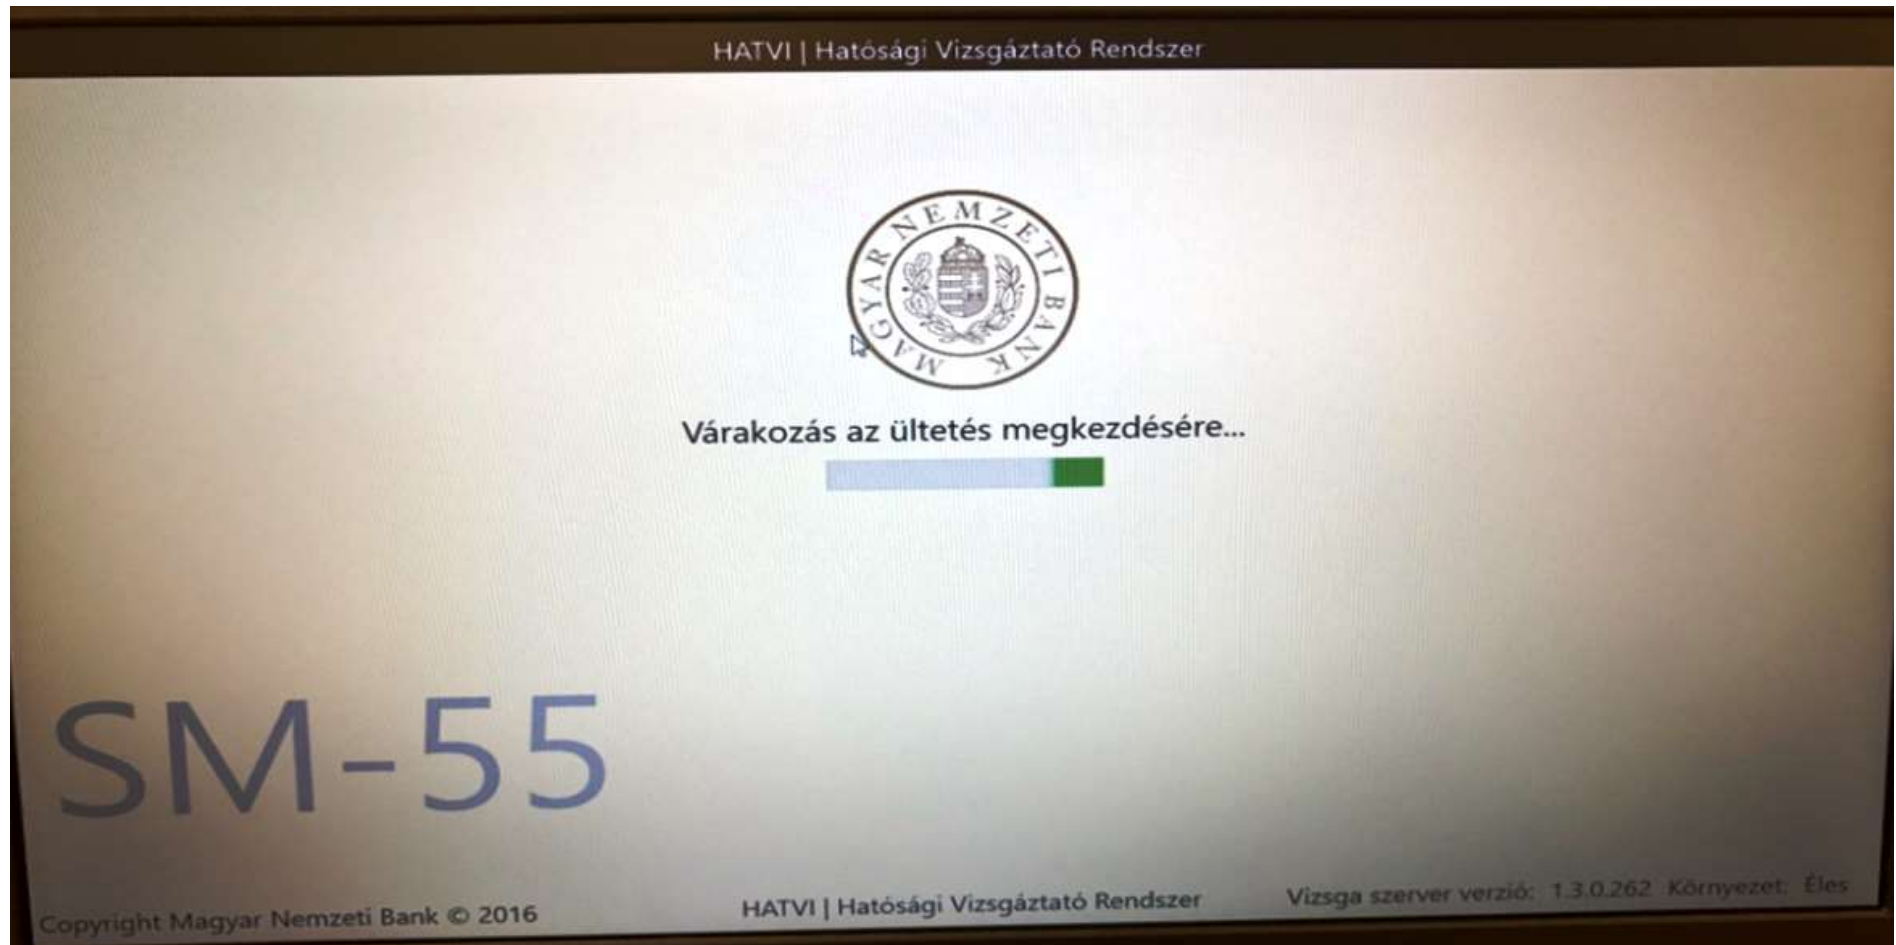 HATVI | Hatósági Vizsgáztató Rendszer
MAGYAR NEMZETI BANK
Várakozás az ültetés megkezdésére...
SM-55
Copyright Magyar Nemzeti Bank © 2016
HATVI | Hatósági Vizsgáztató Rendszer
Vizsga szerver verzió: 1.3.0.262 Környezet: Éles